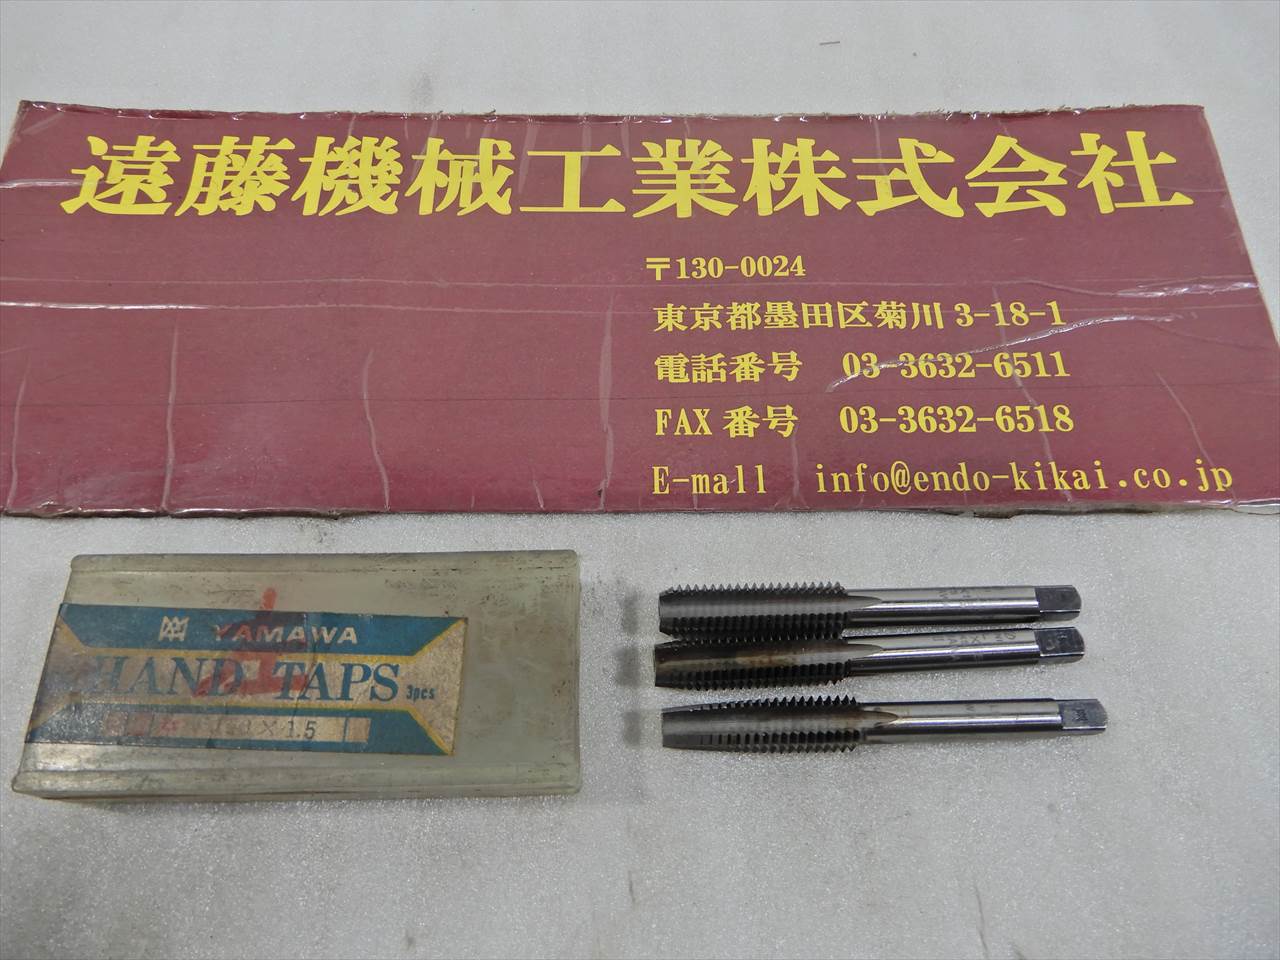 遠藤機械工業株式会社
〒130-0024
東京都墨田区菊川 3-18-1
電話番号 03-3632-6511
FAX 番号 03-3632-6518
E-mall info@endo-kikai.co.jp
YAMAWA
HAND TAPS 3pcs
× 1.5